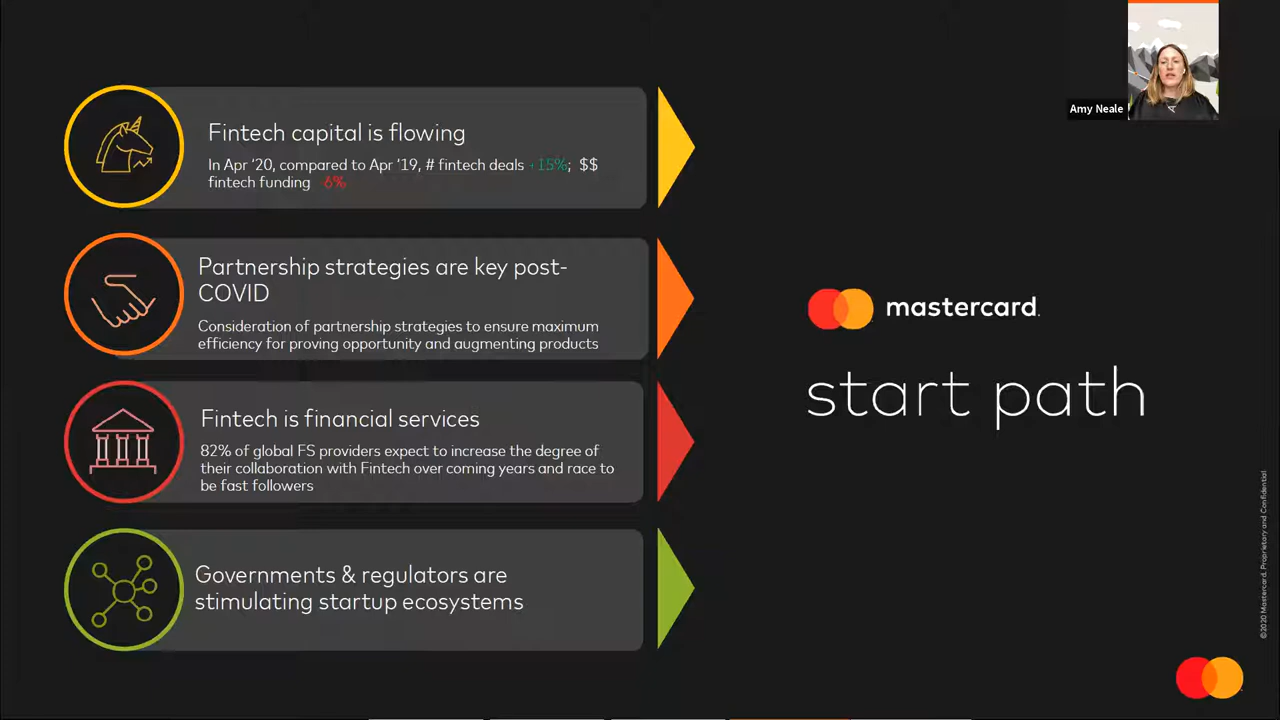 Amy Neale
Fintech capital is flowing
In Apr ‘20, compared to Apr ‘19, # fintech deals +15%; $$
fintech funding -6%
Partnership strategies are key post-
COVID
Consideration of partnership strategies to ensure maximum
efficiency for proving opportunity and augmenting products
Fintech is financial services
82% of global FS providers expect to increase the degree of
their collaboration with Fintech over coming years and race to
be fast followers
Governments & regulators are
stimulating startup ecosystems
mastercard.
start path
©2020 Mastercard. Proprietary and Confidential